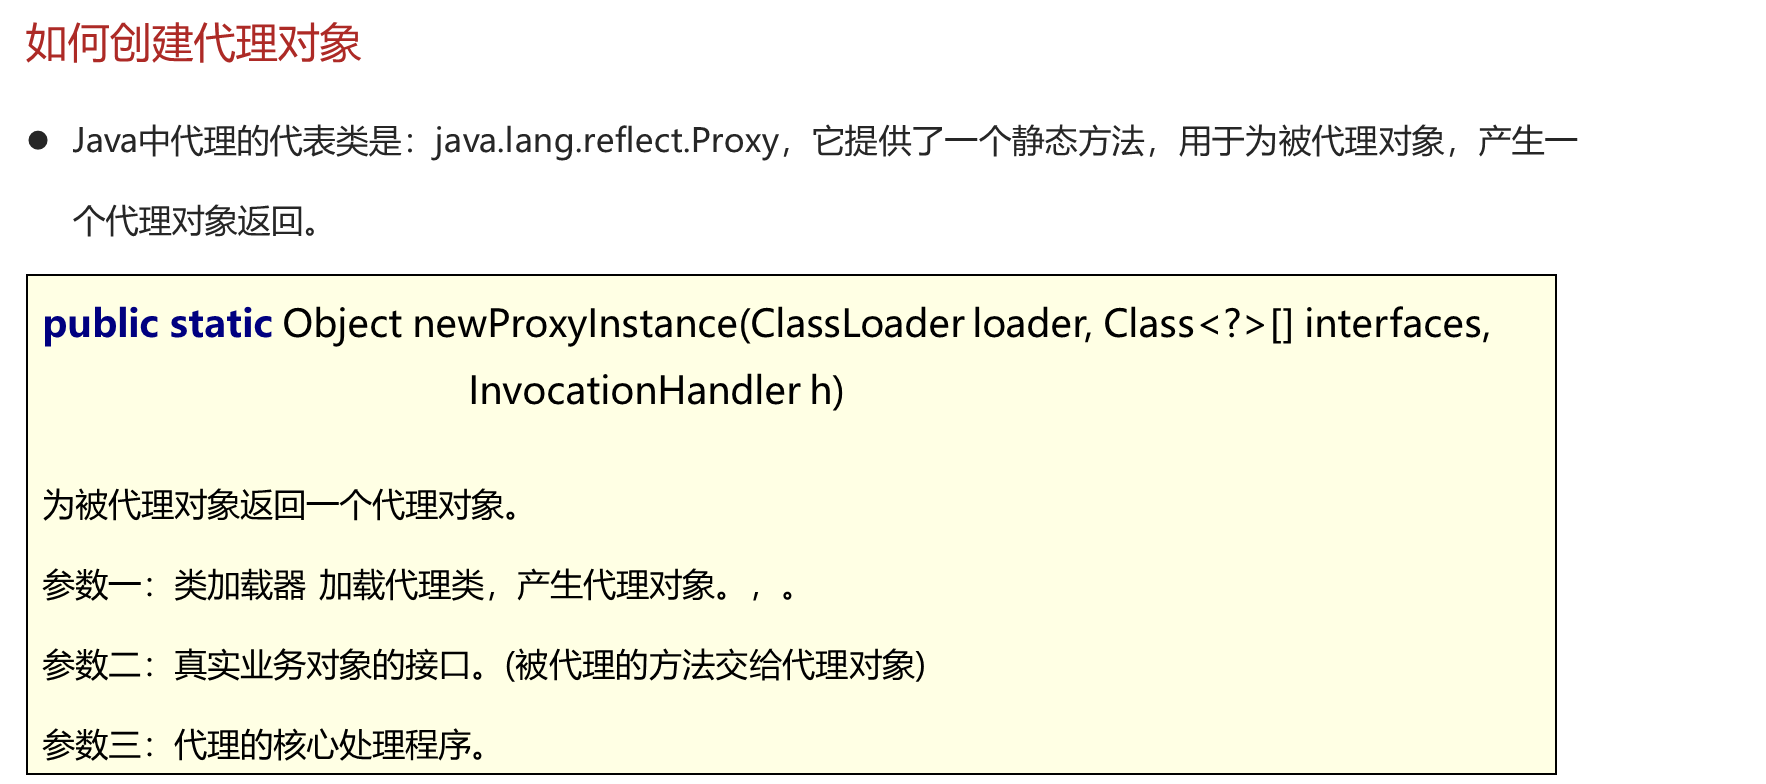 如何创建代理对象
● Java中代理的代表类是：java.lang.reflect.Proxy，它提供了一个静态方法，用于为被代理对象，产生一
个代理对象返回。
public static Object newProxyInstance(ClassLoader loader, Class<?>[] interfaces,
InvocationHandler h)
为被代理对象返回一个代理对象。
参数一：类加载器 加载代理类，产生代理对象。，。
参数二：真实业务对象的接口。(被代理的方法交给代理对象)
参数三：代理的核心处理程序。